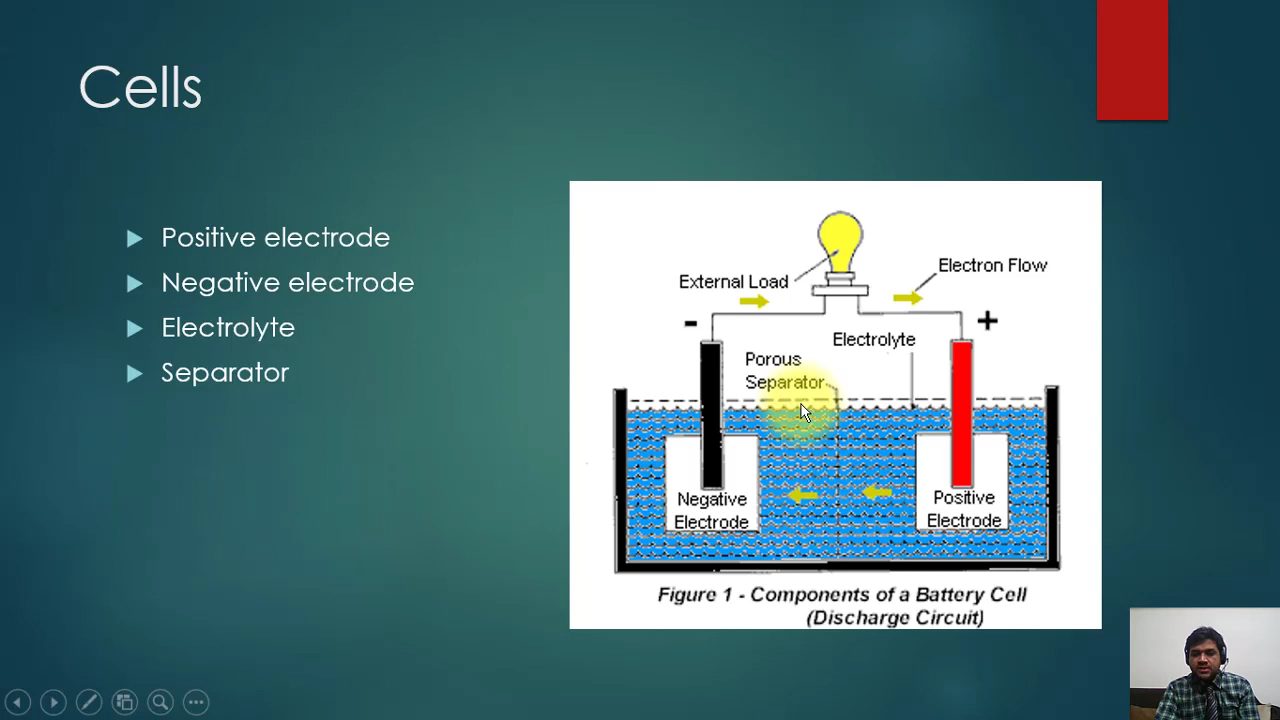 Cells
Positive electrode
Negative electrode
Electrolyte
Separator
External Load
Electron Flow
-
+
Electrolyte
Porous
Separator
Negative
Electrode
Positive
Electrode
Figure 1 - Components of a Battery Cell
(Discharge Circuit)